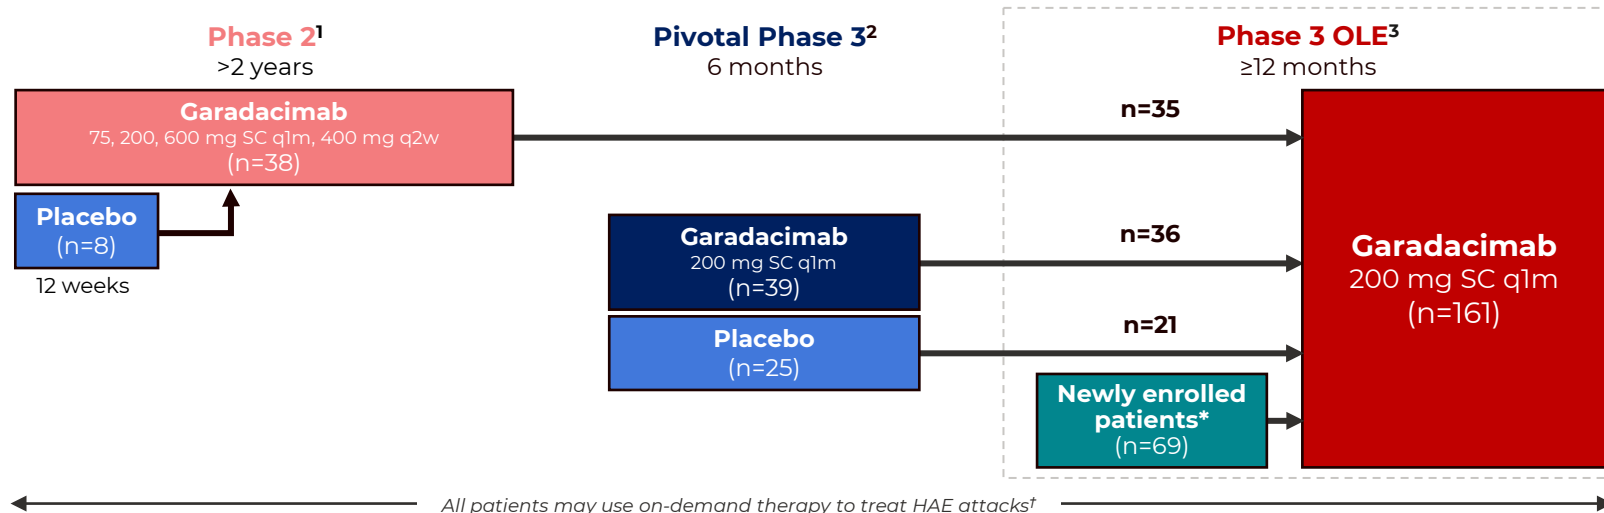 Phase 2¹
>2 years
Garadacimab
75, 200, 600 mg SC q1m, 400 mg q2w
(n=38)
Placebo
(n=8)
12 weeks
Pivotal Phase 3²
6 months
Garadacimab
200 mg SC q1m
(n=39)
Placebo
(n=25)
Phase 3 OLE³
≥12 months
n=35
n=36
n=21
Newly enrolled
patients*
(n=69)
Garadacimab
200 mg SC q1m
(n=161)
All patients may use on-demand therapy to treat HAE attacks†